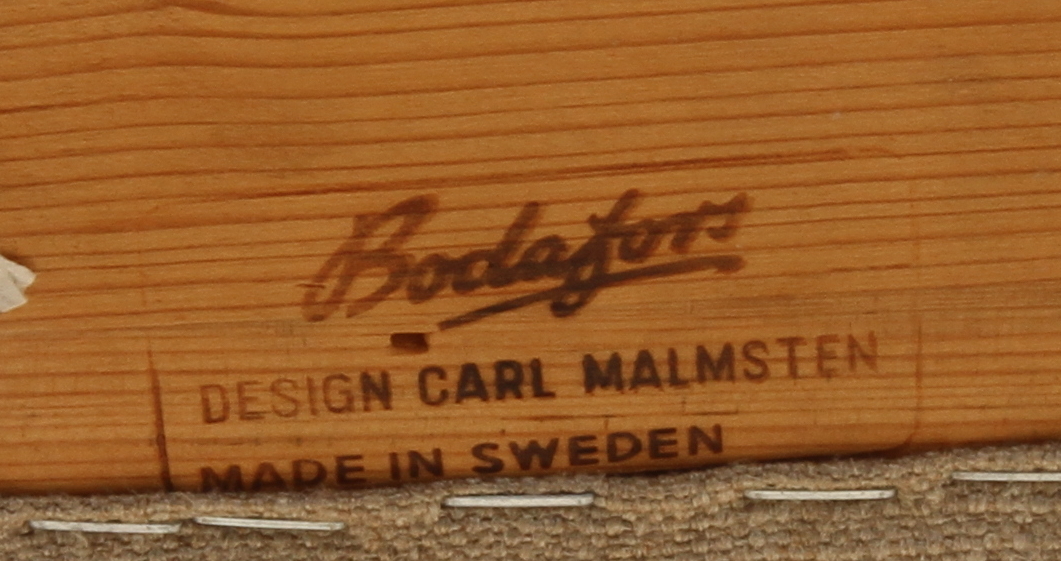 Bodafors
DESIGN CARL MALMSTEN
MADE IN SWEDEN